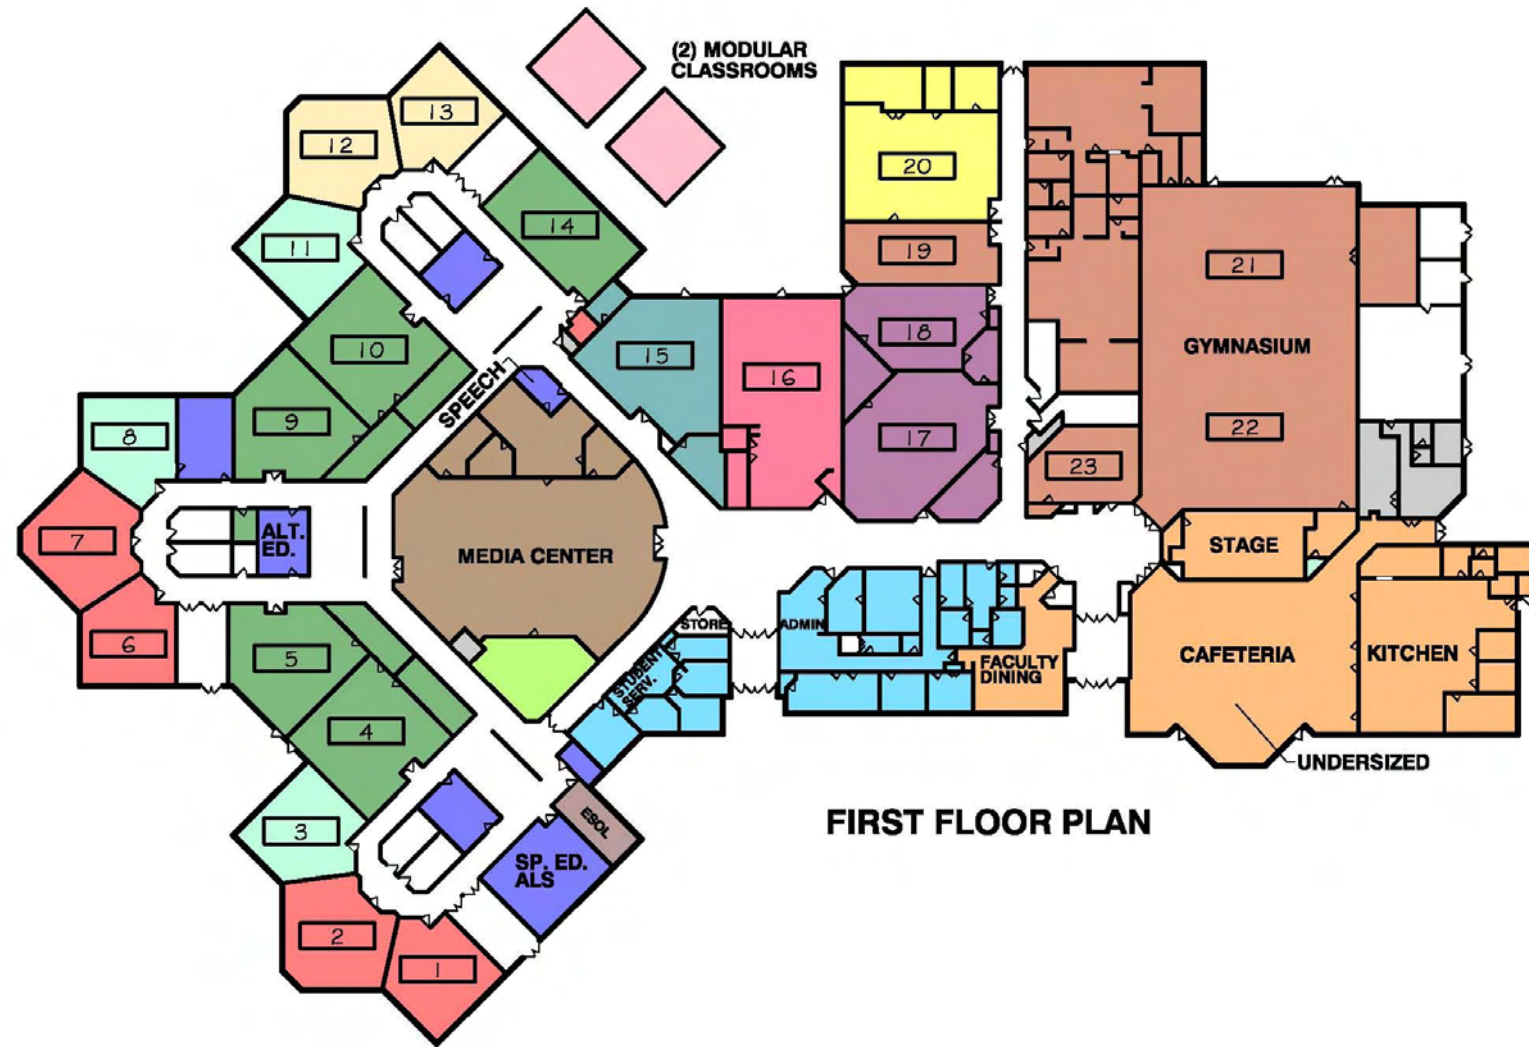 (2) MODULAR
CLASSROOMS
13
12
20
14
11
19
21
18
GYMNASIUM
10
15
16
SPEECH
9
8
17
22
23
7
ALT.
ED.
MEDIA CENTER
STAGE
6
5
STORE
ADMIN
STUDENT
SERV.
FACULTY
DINING
CAFETERIA
KITCHEN
4
UNDERSIZED
3
ESOL
FIRST FLOOR PLAN
SP. ED.
ALS
2
1